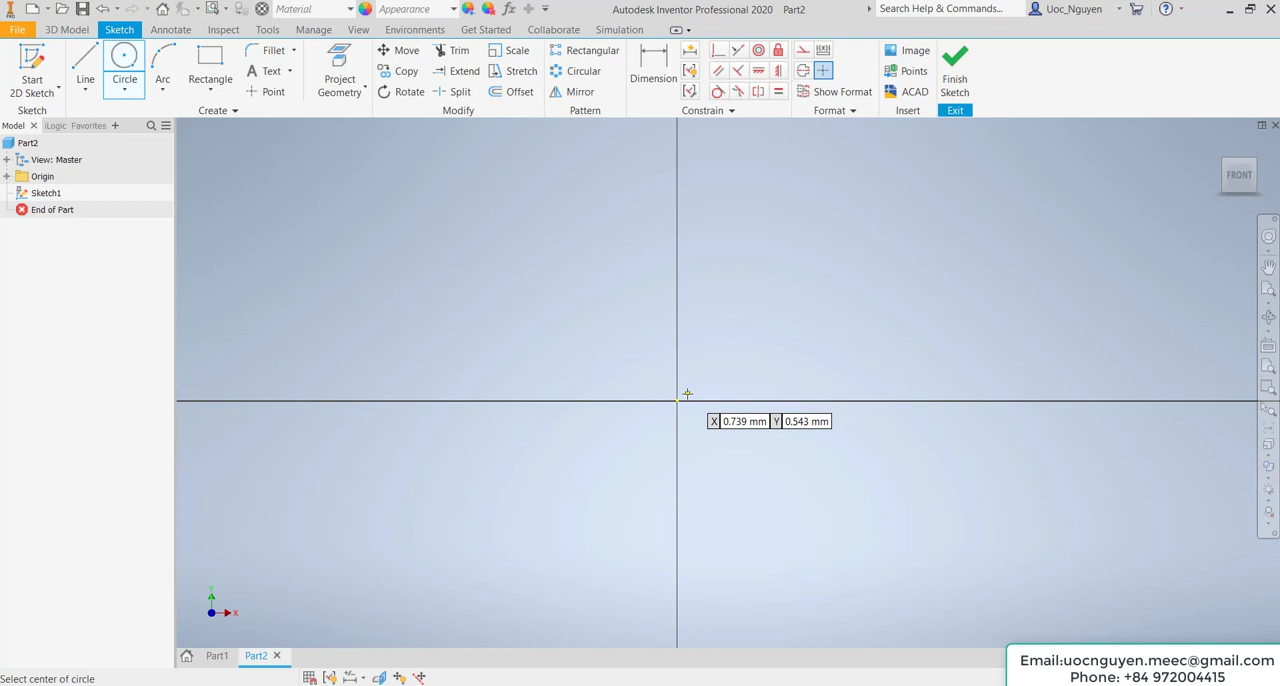 Material
Appearance
Autodesk Inventor Professional 2020 Part2
Search Help & Commands...
Uoc_Nguyen
File
3D Model
Sketch
Annotate
Inspect
Tools
Manage
View
Environments
Get Started
Collaborate
Simulation
Start
2D Sketch
Line
Circle
Arc
Rectangle
Fillet
Text
Point
Project
Geometry
Move
Copy
Rotate
Trim
Extend
Split
Scale
Stretch
Offset
Rectangular
Circular
Mirror
Dimension
Show Format
Image
Points
ACAD
Finish
Sketch
Sketch
Create
Modify
Pattern
Constrain
Format
Insert
Exit
Model
iLogic
Favorites
Part2
View: Master
Origin
Sketch1
End of Part
FRONT
X 0.739 mm Y 0.543 mm
Y
X
Part1
Part2
Select center of circle
Email:uocnguyen.meec@gmail.com
Phone: +84 972004415